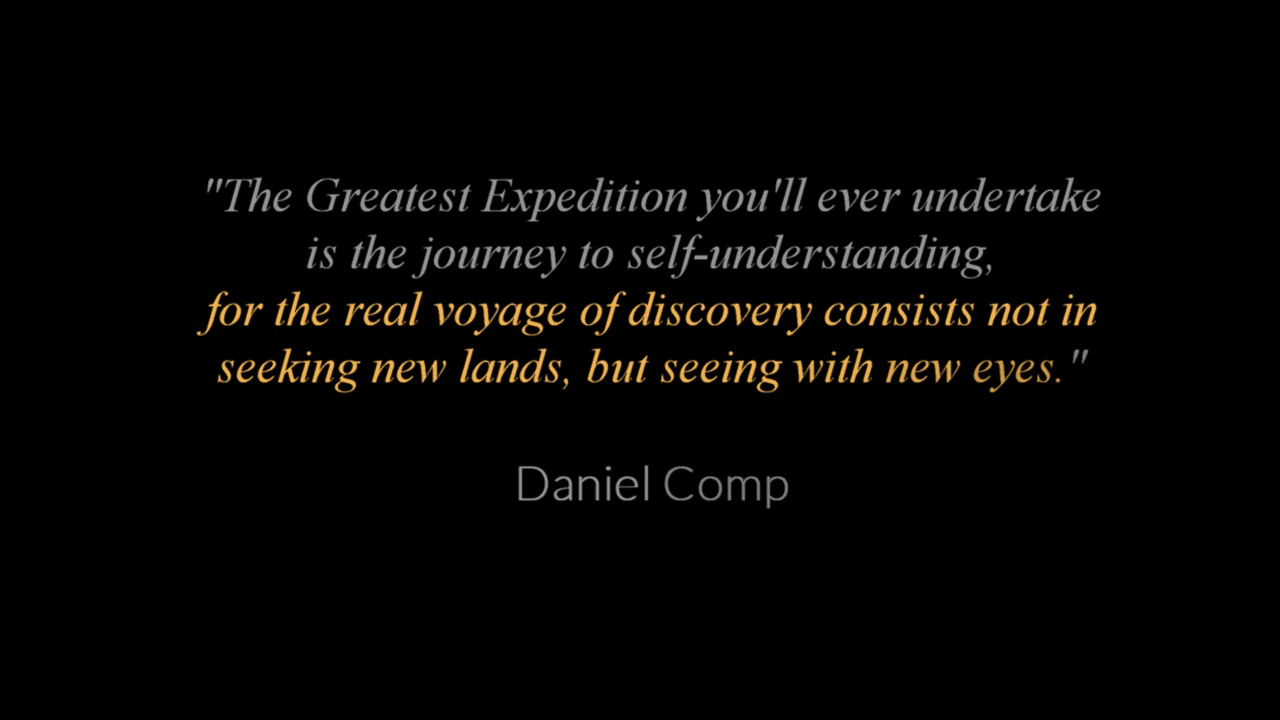 "The Greatest Expedition you'll ever undertake
is the journey to self-understanding,
for the real voyage of discovery consists not in
seeking new lands, but seeing with new eyes."
Daniel Comp